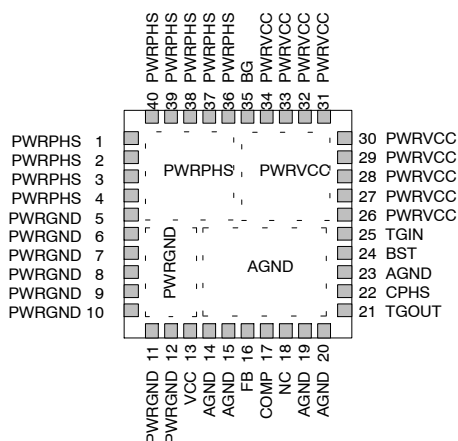 40 PWRPHS
39 PWRPHS
38 PWRPHS
37 PWRPHS
36 PWRPHS
35 BG
34 PWRVCC
33 PWRVCC
32 PWRVCC
31 PWRVCC
PWRPHS 1
PWRPHS 2
PWRPHS 3
PWRPHS 4
PWRGND 5
PWRGND 6
PWRGND 7
PWRGND 8
PWRGND 9
PWRGND 10
PWRPHS
PWRVCC
PWRGND
AGND
30 PWRVCC
29 PWRVCC
28 PWRVCC
27 PWRVCC
26 PWRVCC
25 TGIN
24 BST
23 AGND
22 CPHS
21 TGOUT
PWRGND 11
PWRGND 12
VCC 13
AGND 14
AGND 15
FB 16
COMP 17
NC 18
AGND 19
AGND 20